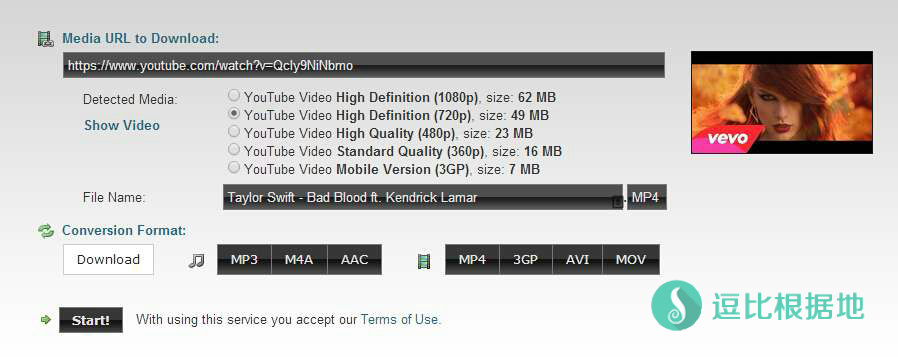 Media URL to Download:
https://www.youtube.com/watch?v=QcIy9NiNbmo
Detected Media:
YouTube Video High Definition (1080p), size: 62 MB
Show Video
YouTube Video High Definition (720p), size: 49 MB
YouTube Video High Quality (480p), size: 23 MB
YouTube Video Standard Quality (360p), size: 16 MB
YouTube Video Mobile Version (3GP), size: 7 MB
vevo
File Name:
Taylor Swift - Bad Blood ft. Kendrick Lamar . MP4
Conversion Format:
Download MP3 M4A AAC MP4 3GP AVI MOV
Start! With using this service you accept our Terms of Use.
逗比根据地